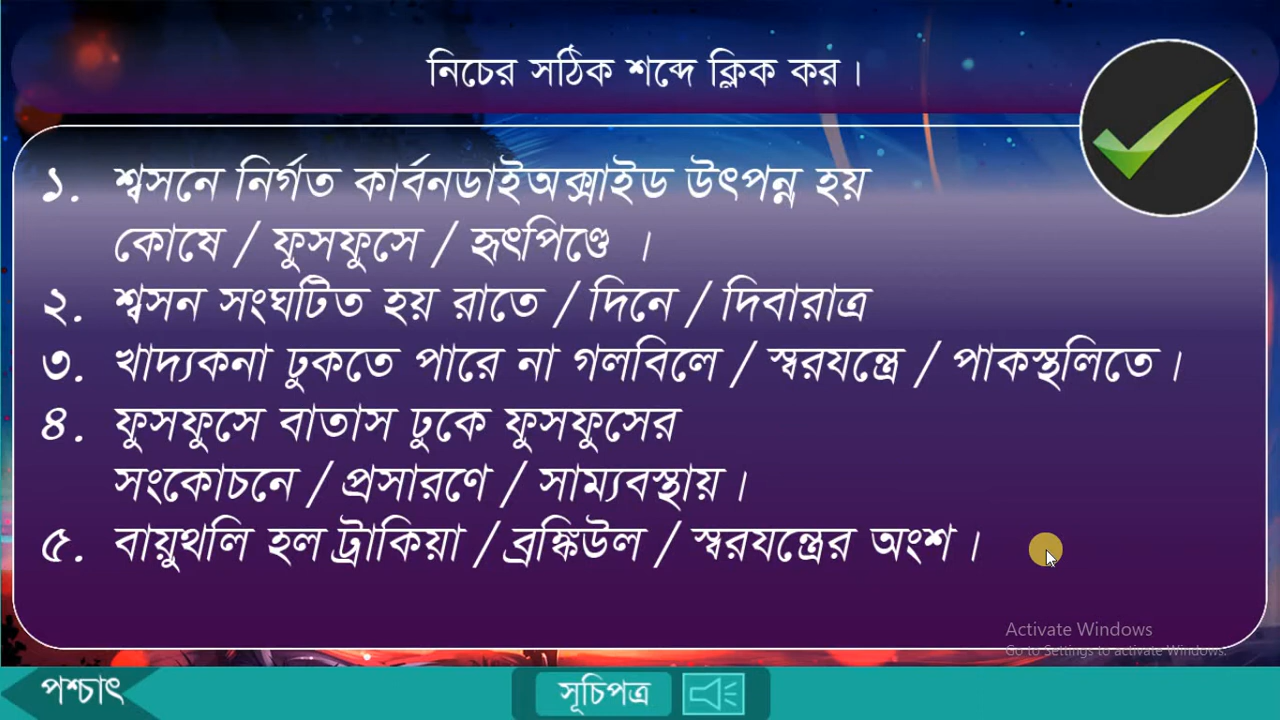 নিচের সঠিক শব্দে ক্লিক কর।
১. শ্বসনে নির্গত কার্বনডাইঅক্সাইড উৎপন্ন হয়
কোষে / ফুসফুসে / হৃৎপিণ্ডে ।
২. শ্বসন সংঘটিত হয় রাতে / দিনে / দিবারাত্র
৩. খাদ্যকনা ঢুকতে পারে না গলবিলে / স্বরযন্ত্রে / পাকস্থলিতে।
৪. ফুসফুসে বাতাস ঢুকে ফুসফুসের
সংকোচনে / প্রসারণে / সাম্যবস্থায়।
৫. বায়ুথলি হল ট্রাকিয়া / ব্রঙ্কিউল / স্বরযন্ত্রের অংশ।
Activate Windows
Go to Settings to activate Windows.
পশ্চাৎ
সূচিপত্র